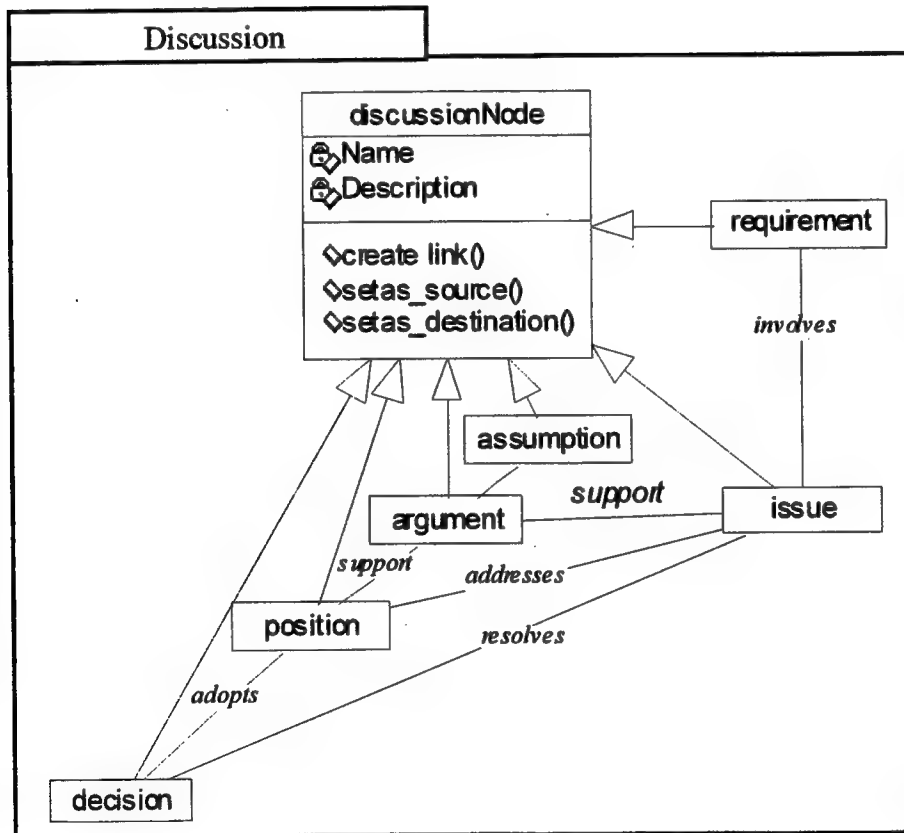 Discussion
discussionNode
Name
Description
create link()
setas_source()
setas_destination()
requirement
involves
assumption
support
argument
issue
support
addresses
position
resolves
adopts
decision